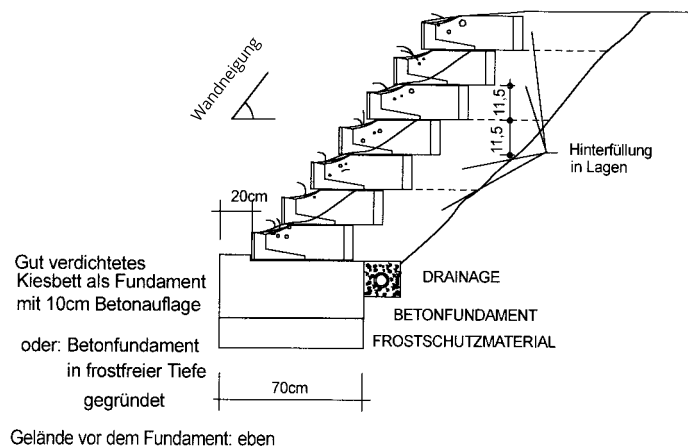 Wandneigung
11,5
11,5
Hinterfüllung
in Lagen
20cm
Gut verdichtetes
Kiesbett als Fundament
mit 10cm Betonauflage
oder: Betonfundament
in frostfreier Tiefe
gegründet
DRAINAGE
BETONFUNDAMENT
FROSTSCHUTZMATERIAL
70cm
Gelände vor dem Fundament: eben